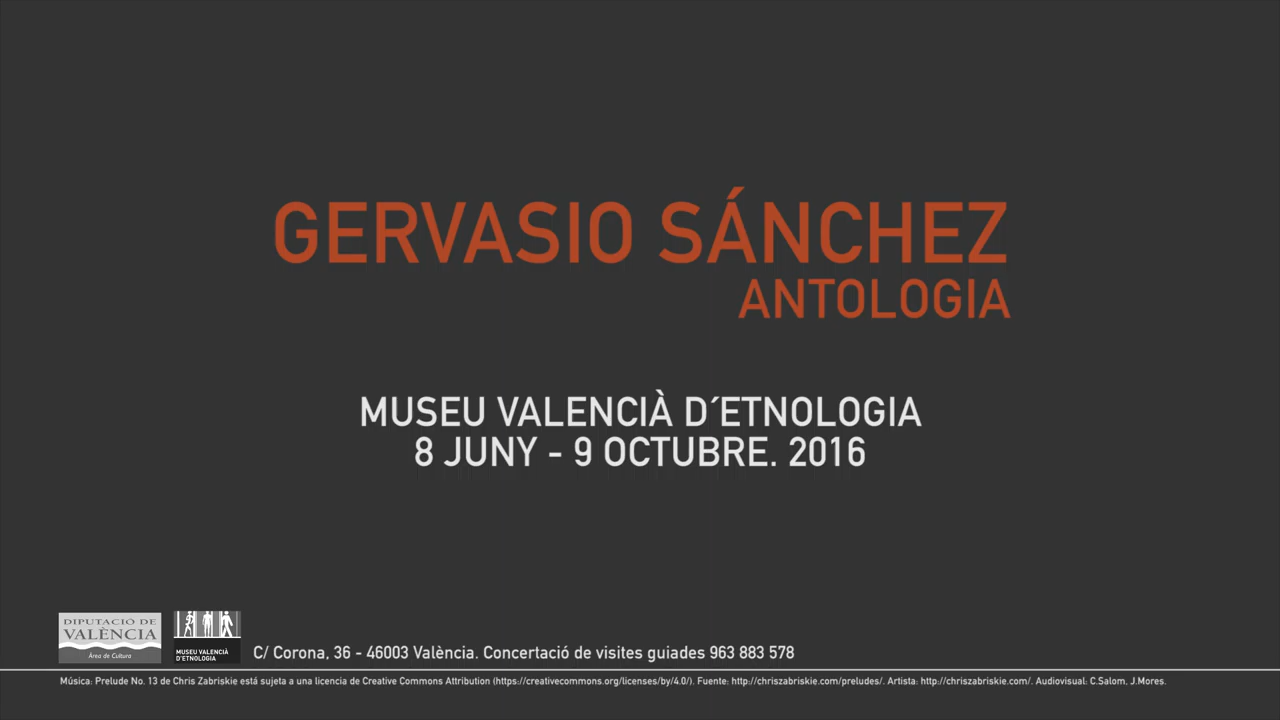 GERVASIO SÁNCHEZ
ANTOLOGIA
MUSEU VALENCIÀ D´ETNOLOGIA
8 JUNY - 9 OCTUBRE. 2016
DIPUTACIÓ DE
VALÈNCIA
Àrea de Cultura
MUSEU VALENCIÀ
D'ETNOLOGIA
C/ Corona, 36 - 46003 València. Concertació de visites guiades 963 883 578
Música: Prelude No. 13 de Chris Zabriskie está sujeta a una licencia de Creative Commons Attribution (https://creativecommons.org/licenses/by/4.0/). Fuente: http://chriszabriskie.com/preludes/. Artista: http://chriszabriskie.com/. Audiovisual: C.Salom, J.Mores.